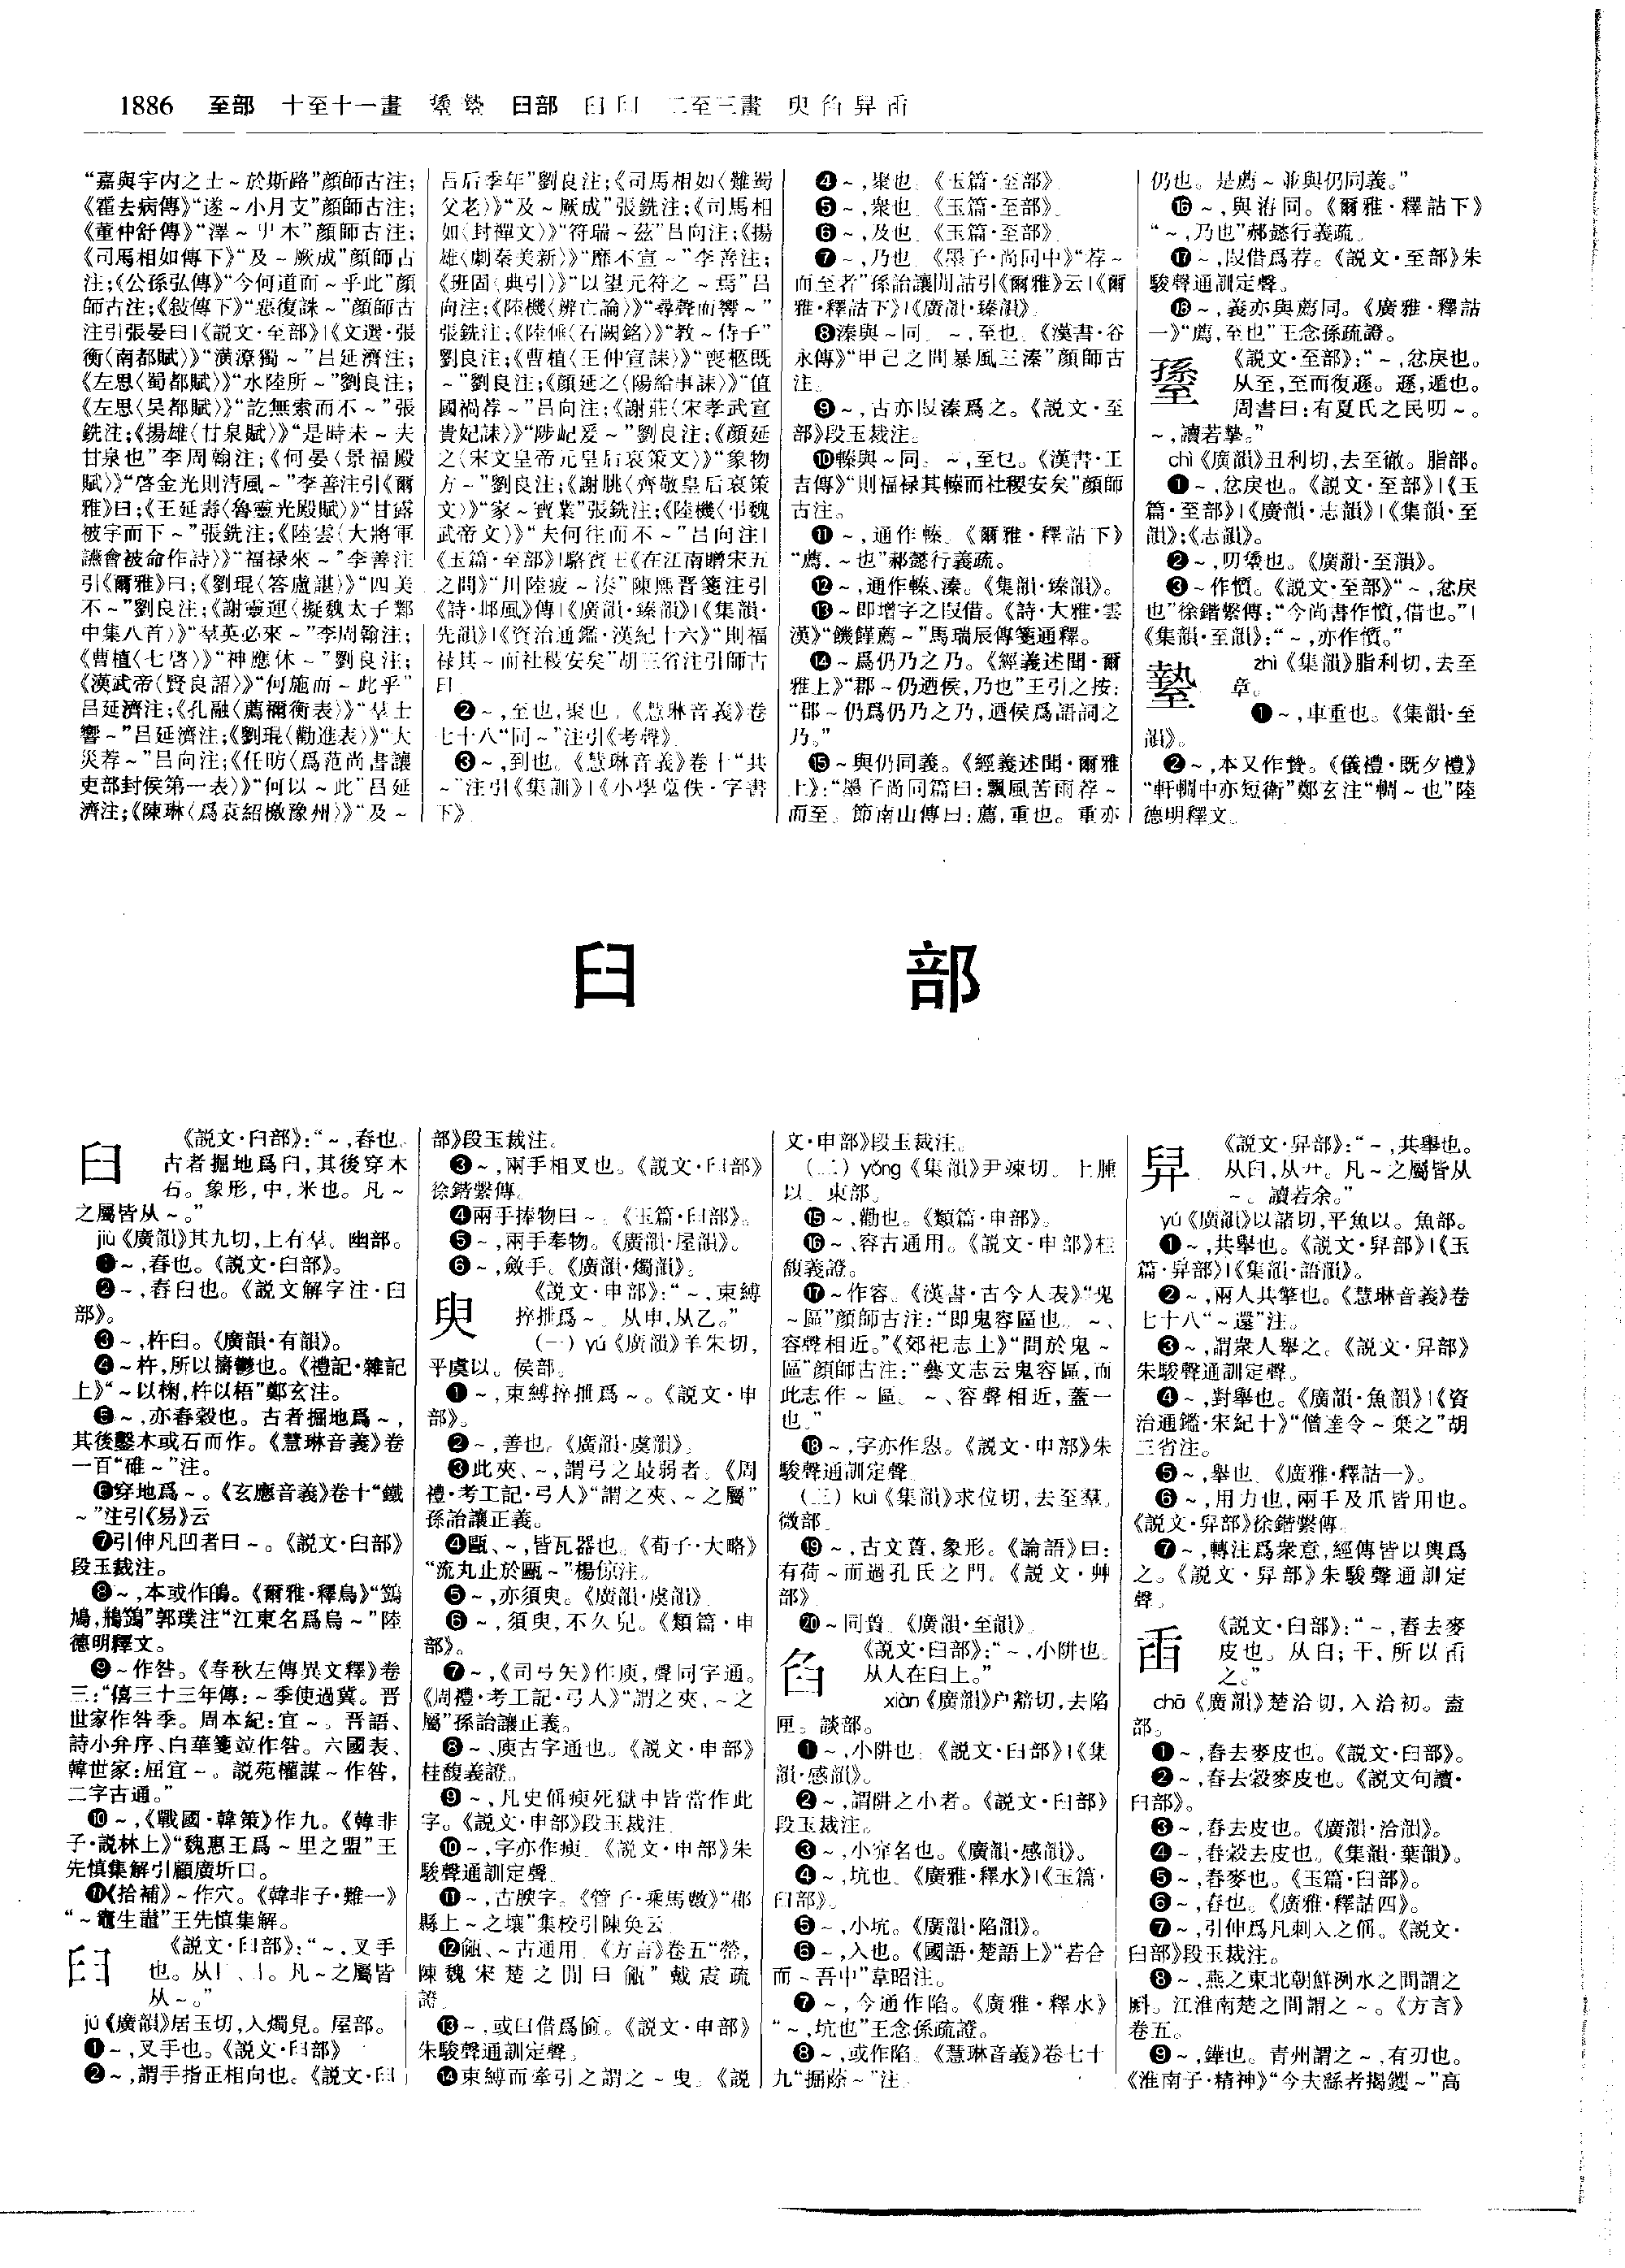 1886 至部 十至十一畫 𦥎 𦥏 臼部 臼 𦥑 二至三畫 臾 臽 舁 臿
“嘉與宇内之士~於斯路”顔師古注;
《霍去病傳》“遂~小月支”顔師古注;
《董仲舒傳》“澤~屮木”顔師古注;
《司馬相如傳下》“及~厥成”顔師古
注;《公孫弘傳》“今何道而~乎此”顔
師古注;《敍傳下》“惡復誅~”顔師古
注引張晏曰|《説文·至部》|《文選·張
衡〈南都賦〉》“潢潦獨~”吕延濟注;
《左思〈蜀都賦〉》“水陸所~”劉良注;
《左思〈吴都賦〉》“訖無索而不~”張
銑注;《揚雄〈甘泉賦〉》“是時未~夫
甘泉也”李周翰注;《何晏〈景福殿
賦〉》“啓金光則清風~”李善注引《爾
雅》曰;《王延壽〈魯靈光殿賦〉》“甘露
被宇而下~”張銑注;《陸雲〈大將軍
讌會被命作詩〉》“福禄來~”李善注
引《爾雅》曰;《劉琨〈答盧諶〉》“四美
不~”劉良注;《謝靈運〈擬魏太子鄴
中集八首〉》“羣英必來~”李周翰注;
《曹植〈七啓〉》“神應休~”劉良注;
《漢武帝〈賢良詔〉》“何施而~此乎”
吕延濟注;《孔融〈薦禰衡表〉》“羣士
響~”吕延濟注;《劉琨〈勸進表〉》“大
災荐~”吕向注;《任昉〈爲范尚書讓
吏部封侯第一表〉》“何以~此”吕延
濟注;《陳琳〈爲袁紹檄豫州〉》“及~
吕后季年”劉良注;《司馬相如〈難蜀
父老〉》“及~厥成”張銑注;《司馬相
如〈封禪文〉》“符瑞~兹”吕向注;《揚
雄〈劇秦美新〉》“靡不宣~”李善注;
《班固〈典引〉》“以望元符之~焉”吕
向注;《陸機〈辨亡論〉》“尋聲而響~”
張銑注;《陸倕〈石闕銘〉》“教~侍子”
劉良注;《曹植〈王仲宣誄〉》“喪柩既
~”劉良注;《顔延之〈陽給事誄〉》“值
國禍荐~”吕向注;《謝莊〈宋孝武宣
貴妃誄〉》“陟屺爰~”劉良注;《顔延
之〈宋文皇帝元皇后哀策文〉》“象物
方~”劉良注;《謝朓〈齊敬皇后哀策
文〉》“家~寶業”張銑注;《陸機〈弔魏
武帝文〉》“夫何往而不~”吕向注|
《玉篇·至部》|駱賓王《在江南贈宋五
之問》“川陸疲~湊”陳熙晋箋注引
《詩·邶風》傳|《廣韻·臻韻》|《集韻·
先韻》|《資治通鑑·漢紀十六》“則福
禄其~而社稷安矣”胡三省注引師古
曰
❷~,至也,聚也。《慧琳音義》卷
七十八“同~”注引《考聲》。
❸~,到也。《慧琳音義》卷十“共
~”注引《集訓》|《小學蒐佚·字書
下》。
❹~,聚也。《玉篇·至部》。
❺~,衆也。《玉篇·至部》。
❻~,及也。《玉篇·至部》。
❼~,乃也。《墨子·尚同中》“荐~
而至者”孫詒讓閒詁引《爾雅》云|《爾
雅·釋詁下》|《廣韻·臻韻》。
❽溱與~同。~,至也。《漢書·谷
永傳》“甲己之間暴風三溱”顔師古
注。
❾~,古亦叚溱爲之。《説文·至
部》段玉裁注。
❿轃與~同。~,至也。《漢書·王
吉傳》“則福禄其轃而社稷安矣”顔師
古注。
⓫~,通作轃。《爾雅·釋詁下》
“薦、~也”郝懿行義疏。
⓬~,通作轃、溱。《集韻·臻韻》。
⓭~即增字之叚借。《詩·大雅·雲
漢》“饑饉薦~”馬瑞辰傳箋通釋。
⓮~爲仍乃之乃。《經義述聞·爾
雅上》“郡~仍迺侯,乃也”王引之按:
“郡~仍爲仍乃之乃,迺侯爲語詞之
乃。”
⓯~與仍同義。《經義述聞·爾雅
上》:“墨子尚同篇曰:飄風苦雨荐~
而至。節南山傳曰:薦,重也。重亦
仍也。是薦~並與仍同義。”
⓰~,與洊同。《爾雅·釋詁下》
“~,乃也”郝懿行義疏。
⓱~,叚借爲荐。《説文·至部》朱
駿聲通訓定聲。
⓲~,義亦與薦同。《廣雅·釋詁
一》“薦,至也”王念孫疏證。
《説文·至部》:“~,忿戾也。
从至,至而復遜。遜,遁也。
周書曰:有夏氏之民叨~。
~,讀若摯。”
chì《廣韻》丑利切,去至徹。脂部。
❶~,忿戾也。《説文·至部》|《玉
篇·至部》|《廣韻·志韻》|《集韻·至
韻》;《志韻》。
❷~,叨㙪也。《廣韻·至韻》。
❸~作懫。《説文·至部》“~,忿戾
也”徐鍇繫傳:“今尚書作懫,借也。”|
《集韻·至韻》:“~,亦作懫。”
zhì《集韻》脂利切,去至
章。
❶~,車重也。《集韻·至
韻》。
❷~,本又作贄。《儀禮·既夕禮》
“軒輖中亦短衛”鄭玄注“輖~也”陸
德明釋文。
臼部
臼 《説文·臼部》:“~,舂也。
古者掘地爲臼,其後穿木
石。象形,中,米也。凡~
之屬皆从~。”
jiù《廣韻》其九切,上有羣。幽部。
❶~,舂也。《説文·臼部》。
❷~,舂臼也。《説文解字注·臼
部》。
❸~,杵臼。《廣韻·有韻》。
❹~杵,所以擣鬱也。《禮記·雜記
上》“~以椈,杵以梧”鄭玄注。
❺~,亦舂穀也。古者掘地爲~,
其後鑿木或石而作。《慧琳音義》卷
一百“碓~”注。
❻穿地爲~。《玄應音義》卷十“鐵
~”注引《易》云
❼引伸凡凹者曰~。《説文·臼部》
段玉裁注。
❽~,本或作鴭。《爾雅·釋鳥》“鶌
鳩,鶻鵃”郭璞注“江東名爲烏~”陸
德明釋文。
❾~作咎。《春秋左傳異文釋》卷
三:“僖三十三年傳:~季使過冀。晋
世家作咎季。周本紀:宜~。晋語、
詩小弁序、白華箋竝作咎。六國表、
韓世家:屈宜~。説苑權謀~作咎,
二字古通。”
❿~,《戰國·韓策》作九。《韓非
子·説林上》“魏惠王爲~里之盟”王
先慎集解引顧廣圻曰。
⓫《拾補》~作穴。《韓非子·難一》
“~竈生鼃”王先慎集解。
𦥑 《説文·𦥑部》:“~,叉手
也。从𠂇、彐。凡~之屬皆
从~。”
jú《廣韻》居玉切,入燭見。屋部。
❶~,叉手也。《説文·𦥑部》
❷~,謂手指正相向也。《説文·𦥑
部》段玉裁注。
❸~,兩手相叉也。《説文·𦥑部》
徐鍇繫傳。
❹兩手捧物曰~。《玉篇·𦥑部》。
❺~,兩手奉物。《廣韻·屋韻》。
❻~,斂手。《廣韻·燭韻》。
臾 《説文·申部》:“~,束縛
捽抴爲~。从申,从乙。”
(一)yú《廣韻》羊朱切,
平虞以。侯部。
❶~,束縛捽抴爲~。《説文·申
部》。
❷~,善也。《廣韻·虞韻》。
❸此夾、~,謂弓之最弱者。《周
禮·考工記·弓人》“謂之夾、~之屬”
孫詒讓正義。
❹甌、~,皆瓦器也。《荀子·大略》
“流丸止於甌~”楊倞注。
❺~,亦須臾。《廣韻·虞韻》。
❻~,須臾,不久皃。《類篇·申
部》。
❼~,《司弓矢》作庾,聲同字通。
《周禮·考工記·弓人》“謂之夾、~之
屬”孫詒讓正義。
❽~、庾古字通也。《説文·申部》
桂馥義證。
❾~,凡史偁瘐死獄中皆當作此
字。《説文·申部》段玉裁注
❿~,字亦作瘐。《説文·申部》朱
駿聲通訓定聲。
⓫~,古腴字。《管子·乘馬數》“郡
縣上~之壤”集校引陳奂云
⓬㼶、~古通用。《方言》卷五“罃,
陳魏宋楚之間曰㼶”戴震疏
證
⓭~,或曰借爲愉。《説文·申部》
朱駿聲通訓定聲。
⓮束縛而牽引之謂之~曳。《説
文·申部》段玉裁注。
(二)yǒng《集韻》尹竦切。上腫
以。東部。
⓯~,勸也。《類篇·申部》。
⓰~、容古通用。《説文·申部》桂
馥義證。
⓱~作容。《漢書·古今人表》“鬼
~區”顔師古注:“即鬼容區也。~、
容聲相近。”《郊祀志上》“問於鬼~
區”顔師古注:“藝文志云鬼容區,而
此志作~區。~、容聲相近,蓋一
也。”
⓲~,字亦作恿。《説文·申部》朱
駿聲通訓定聲
(三)kuì《集韻》求位切,去至羣。
微部
⓳~,古文蕢,象形。《論語》曰:
有荷~而過孔氏之門。《説文·艸
部》
⓴~同蕢。《廣韻·至韻》
臽 《説文·臼部》:“~,小阱也。
从人在臼上。”
xiàn《廣韻》户韽切,去陷
匣。談部。
❶~,小阱也。《説文·臼部》|《集
韻·感韻》。
❷~,謂阱之小者。《説文·臼部》
段玉裁注。
❸~,小穽名也。《廣韻·感韻》。
❹~,坑也。《廣雅·釋水》|《玉篇·
臼部》。
❺~,小坑。《廣韻·陷韻》。
❻~,入也。《國語·楚語上》“若合
而~吾中”韋昭注。
❼~,今通作陷。《廣雅·釋水》
“~,坑也”王念孫疏證。
❽~,或作陷。《慧琳音義》卷七十
九“掘蔭~”注
舁 《説文·舁部》:“~,共舉也。
从臼,从廾。凡~之屬皆从
~。讀若余。”
yú《廣韻》以諸切,平魚以。魚部。
❶~,共舉也。《説文·舁部》|《玉
篇·舁部》|《集韻·語韻》。
❷~,兩人共擎也。《慧琳音義》卷
七十八“~還”注。
❸~,謂衆人舉之。《説文·舁部》
朱駿聲通訓定聲。
❹~,對舉也。《廣韻·魚韻》|《資
治通鑑·宋紀十》“僧達令~棄之”胡
三省注。
❺~,舉也。《廣雅·釋詁一》。
❻~,用力也,兩手及爪皆用也。
《説文·舁部》徐鍇繫傳。
❼~,轉注爲衆意,經傳皆以輿爲
之。《説文·舁部》朱駿聲通訓定
聲。
臿 《説文·臼部》:“~,舂去麥
皮也。从臼;干,所以臿
之。”
chā《廣韻》楚洽切,入洽初。盍
部。
❶~,舂去麥皮也。《説文·臼部》。
❷~,舂去穀麥皮也。《説文句讀·
臼部》。
❸~,舂去皮也。《廣韻·洽韻》。
❹~,舂穀去皮也。《集韻·葉韻》。
❺~,舂麥也。《玉篇·臼部》。
❻~,舂也。《廣雅·釋詁四》。
❼~,引伸爲凡刺入之偁。《説文·
臼部》段玉裁注。
❽~,燕之東北朝鮮洌水之間謂之
㪺。江淮南楚之間謂之~。《方言》
卷五。
❾~,鏵也。青州謂之~,有刃也。
《淮南子·精神》“今夫繇者揭钁~”高